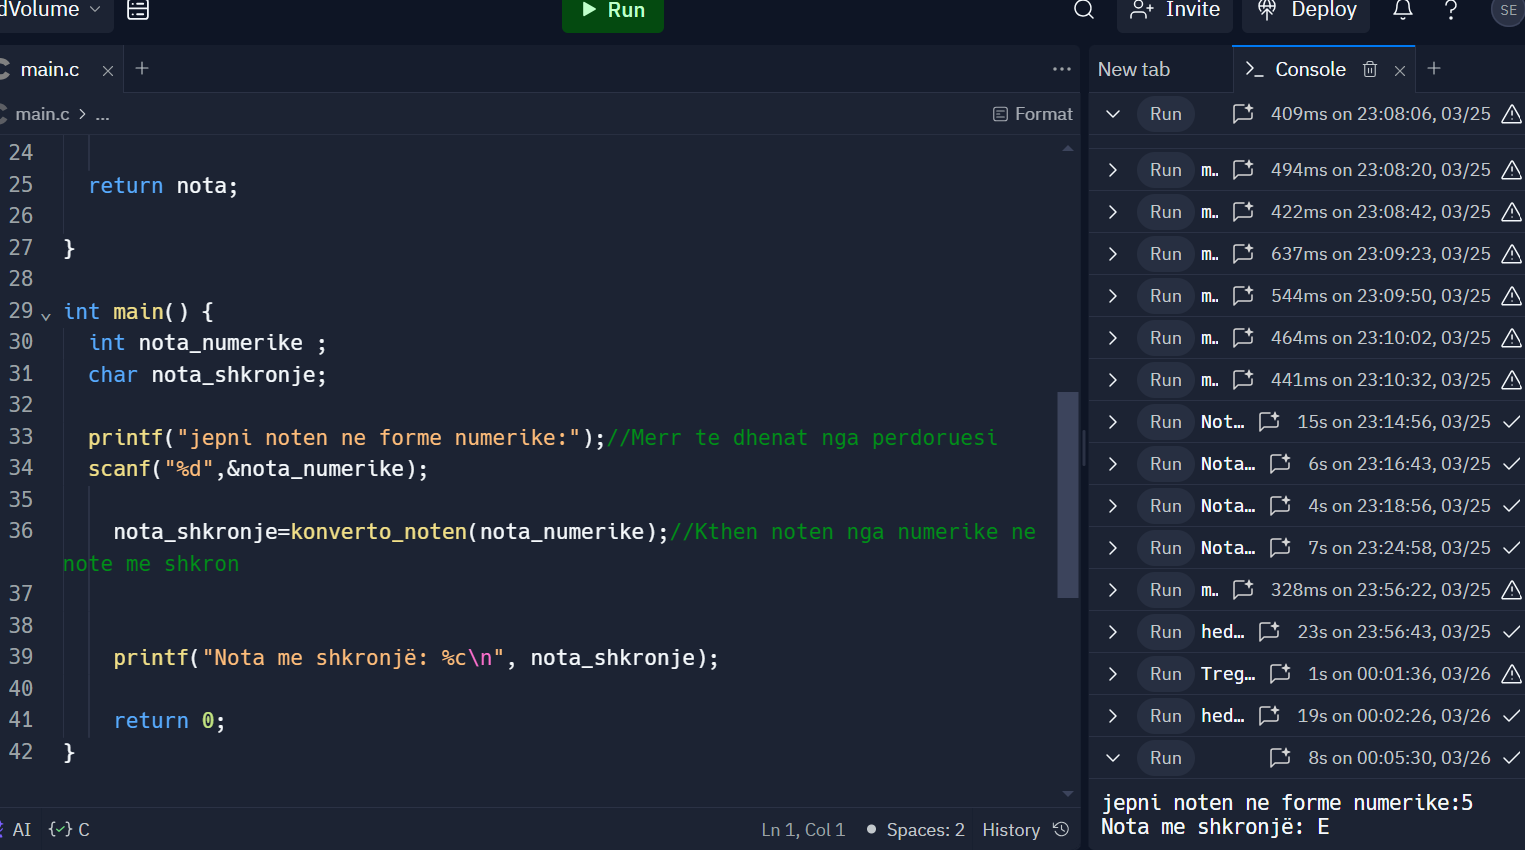 dVolume
Run
Invite
Deploy
?
SE
main.c
New tab
Console
main.c > ...
Format
24
25 return nota;
26
27 }
28
29 int main() {
30 int nota_numerike ;
31 char nota_shkronje;
32
33 printf("jepni noten ne forme numerike:");//Merr te dhenat nga perdoruesi
34 scanf("%d",&nota_numerike);
35
36 nota_shkronje=konverto_noten(nota_numerike);//Kthen noten nga numerike ne
note me shkron
37
38
39 printf("Nota me shkronjë: %c\n", nota_shkronje);
40
41 return 0;
42 }
AI {} C
Ln 1, Col 1
Spaces: 2
History
Run 409ms on 23:08:06, 03/25
Run m.. 494ms on 23:08:20, 03/25
Run m.. 422ms on 23:08:42, 03/25
Run m.. 637ms on 23:09:23, 03/25
Run m.. 544ms on 23:09:50, 03/25
Run m.. 464ms on 23:10:02, 03/25
Run m.. 441ms on 23:10:32, 03/25
Run Not... 15s on 23:14:56, 03/25
Run Nota... 6s on 23:16:43, 03/25
Run Nota... 4s on 23:18:56, 03/25
Run Nota... 7s on 23:24:58, 03/25
Run m.. 328ms on 23:56:22, 03/25
Run hed... 23s on 23:56:43, 03/25
Run Treg... 1s on 00:01:36, 03/26
Run hed... 19s on 00:02:26, 03/26
Run 8s on 00:05:30, 03/26
jepni noten ne forme numerike:5
Nota me shkronjë: E